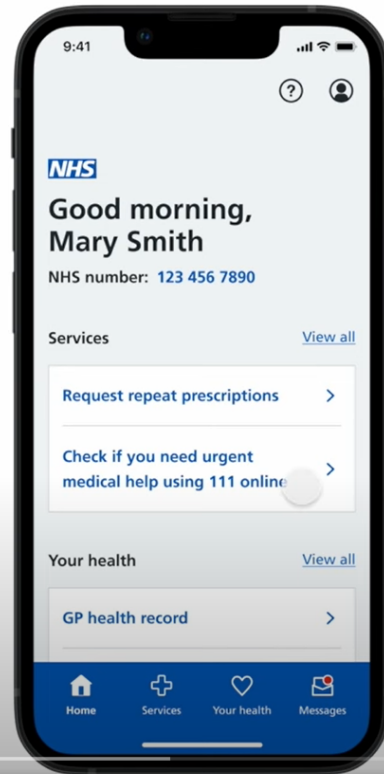 9:41
?
NHS
Good morning,
Mary Smith
NHS number: 123 456 7890
Services View all
Request repeat prescriptions
Check if you need urgent
medical help using 111 online
Your health View all
GP health record
Home Services Your health Messages